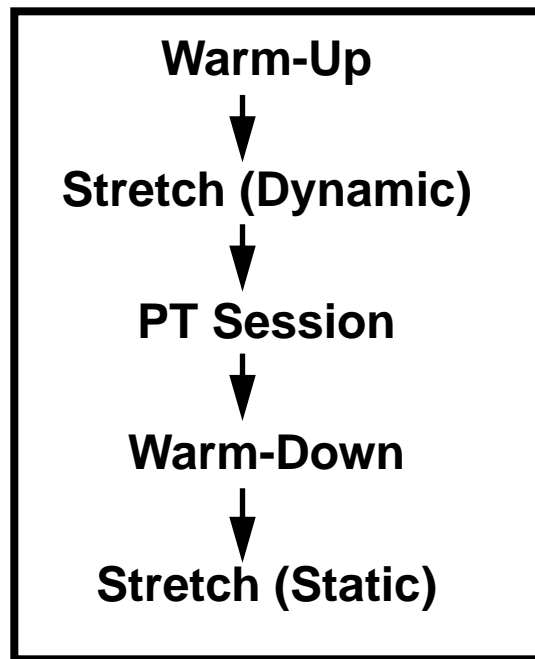 Warm-Up
Stretch (Dynamic)
PT Session
Warm-Down
Stretch (Static)